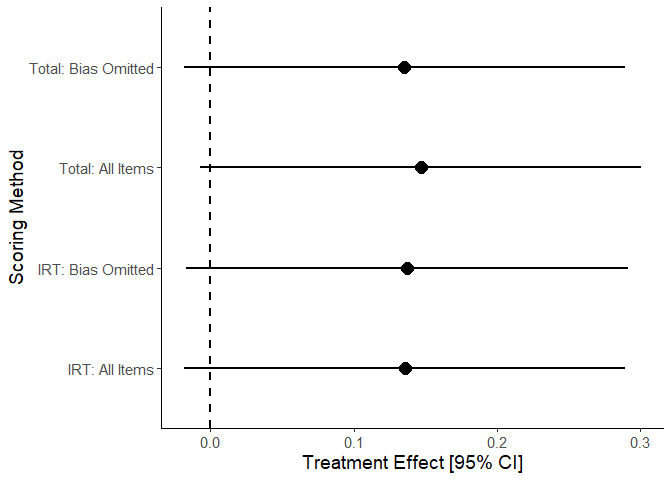 Scoring Method
Total: Bias Omitted
Total: All Items
IRT: Bias Omitted
IRT: All Items
0.0 0.1 0.2 0.3
Treatment Effect [95% CI]